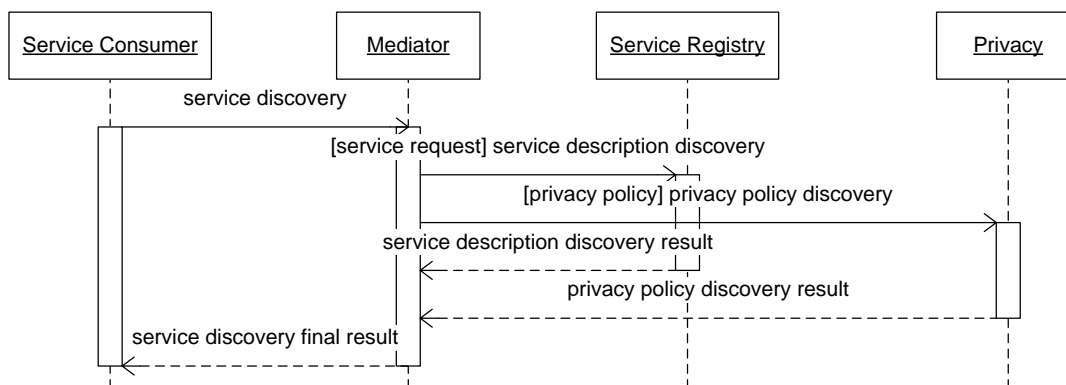 Service Consumer
Mediator
Service Registry
Privacy
service discovery
[service request] service description discovery
[privacy policy] privacy policy discovery
service description discovery result
privacy policy discovery result
service discovery final result